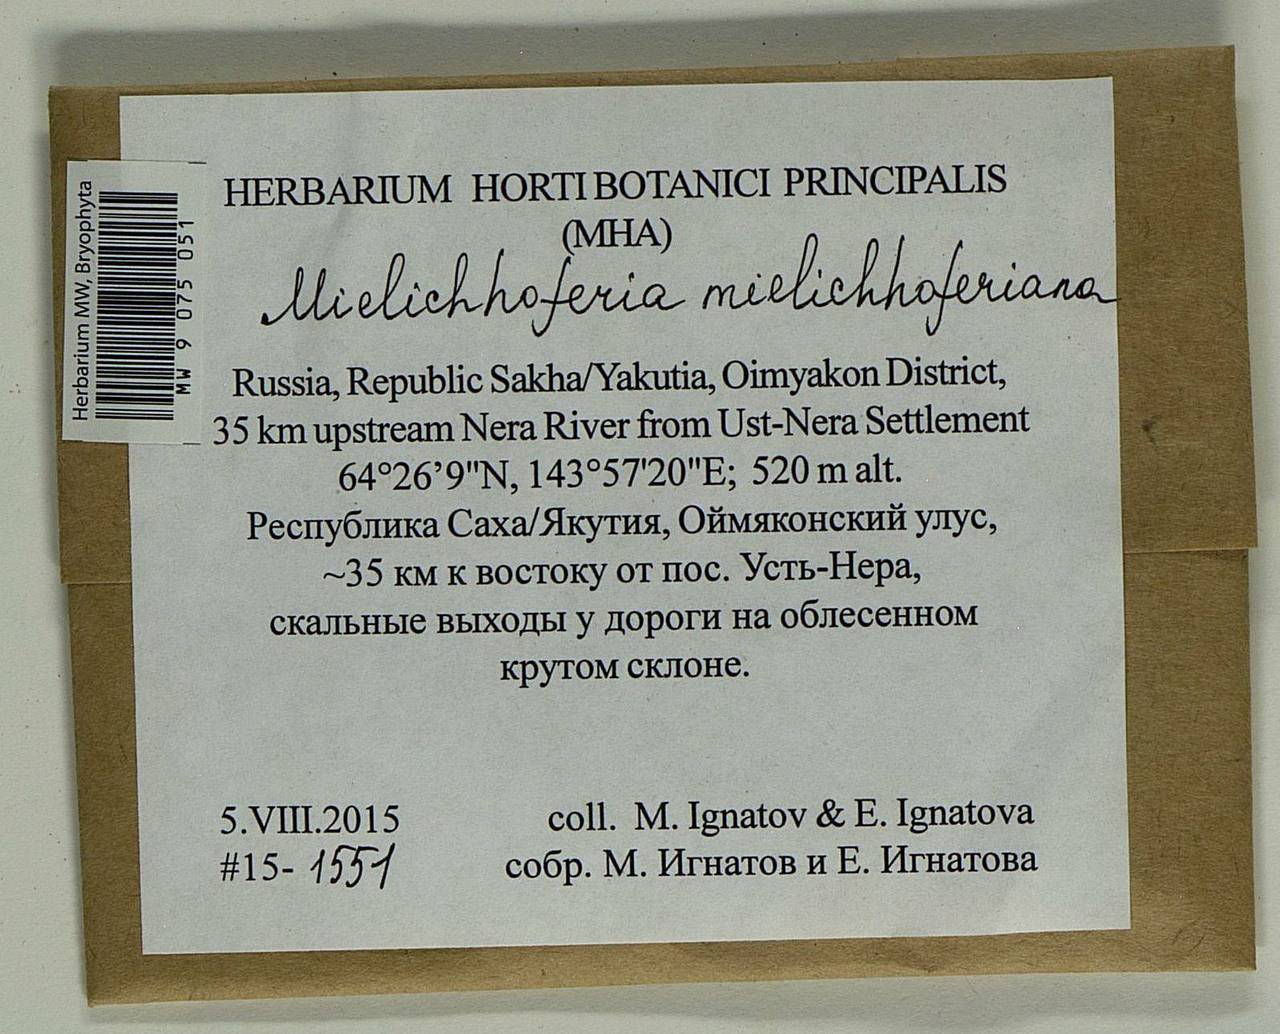 HERBARIUM HORTI BOTANICI PRINCIPALIS
(MHA)
Mielichhoferia mielichhoferiana
Russia, Republic Sakha/Yakutia, Oimyakon District,
35 km upstream Nera River from Ust-Nera Settlement
64°26’9"N, 143°57'20"E; 520 m alt.
Республика Саха/Якутия, Оймяконский улус,
~35 км к востоку от пос. Усть-Нера,
скальные выходы у дороги на облесенном
крутом склоне.
5.VIII.2015 coll. M. Ignatov & E. Ignatova
#15- 1551 собр. М. Игнатов и Е. Игнатова
Herbarium MW, Bryophyta
MW 9 075 051